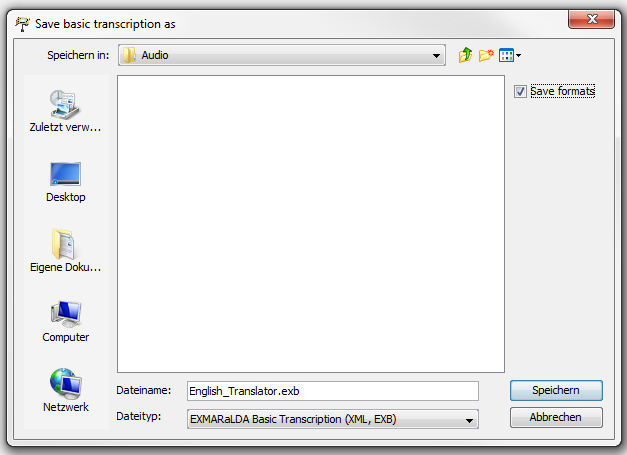 Save basic transcription as
Speichern in:
Audio
Save formats
Zuletzt verw...
Desktop
Eigene Doku...
Computer
Netzwerk
Dateiname:
English_Translator.exb
Speichern
Dateityp:
EXMARaLDA Basic Transcription (XML, EXB)
Abbrechen